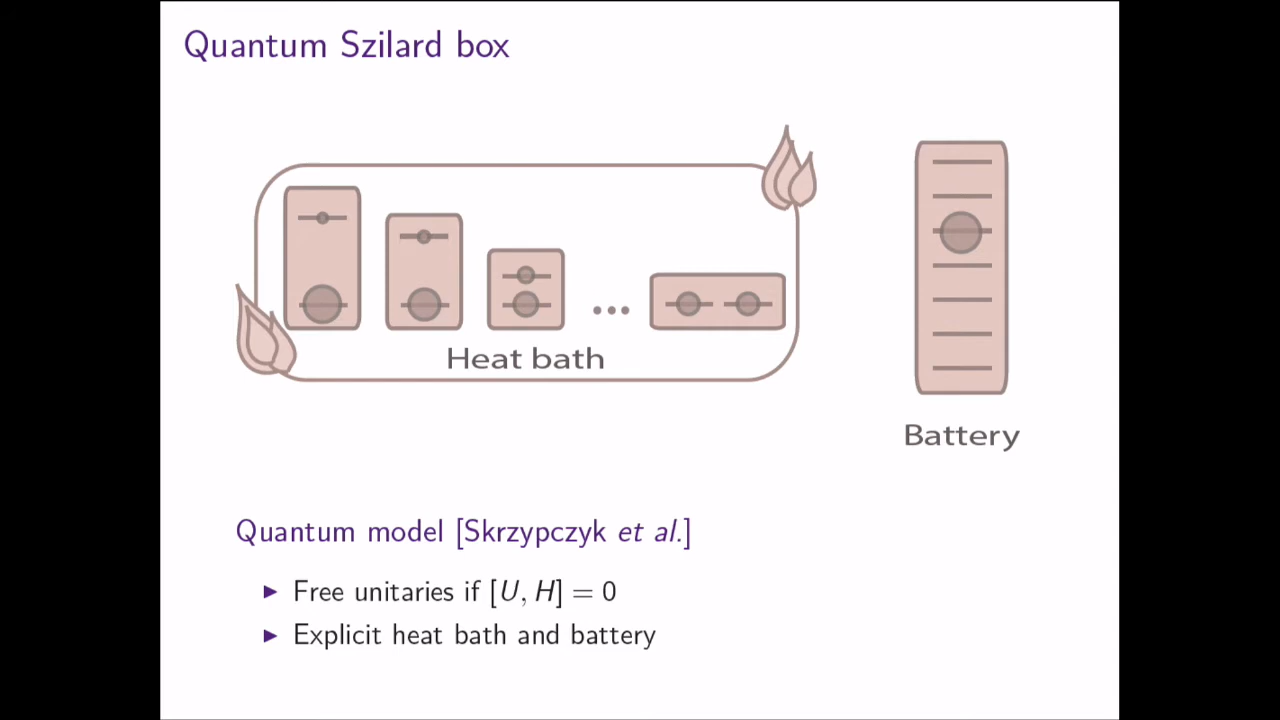 Quantum Szilard box
...
Heat bath
Battery
Quantum model [Skrzypczyk et al.]
▶ Free unitaries if [U, H] = 0
▶ Explicit heat bath and battery